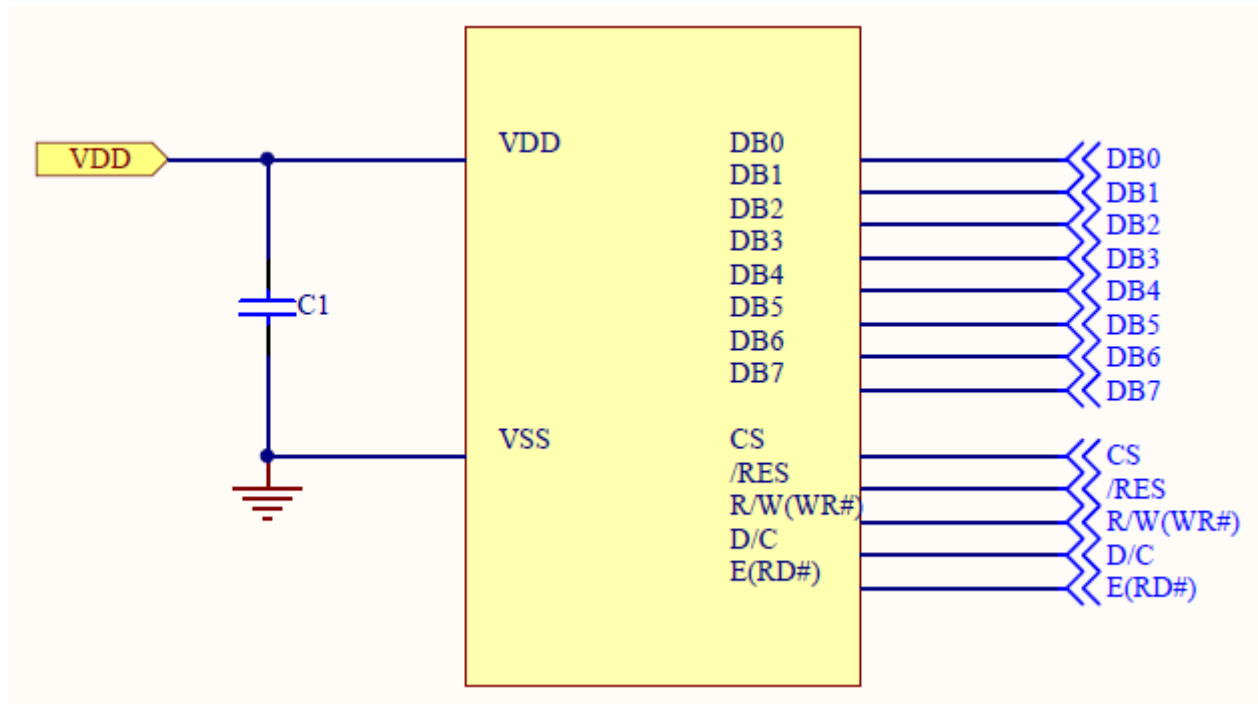 VDD
C1
VDD
VSS
DB0
DB1
DB2
DB3
DB4
DB5
DB6
DB7
CS
/RES
R/W(WR#)
D/C
E(RD#)
DB0
DB1
DB2
DB3
DB4
DB5
DB6
DB7
CS
/RES
R/W(WR#)
D/C
E(RD#)